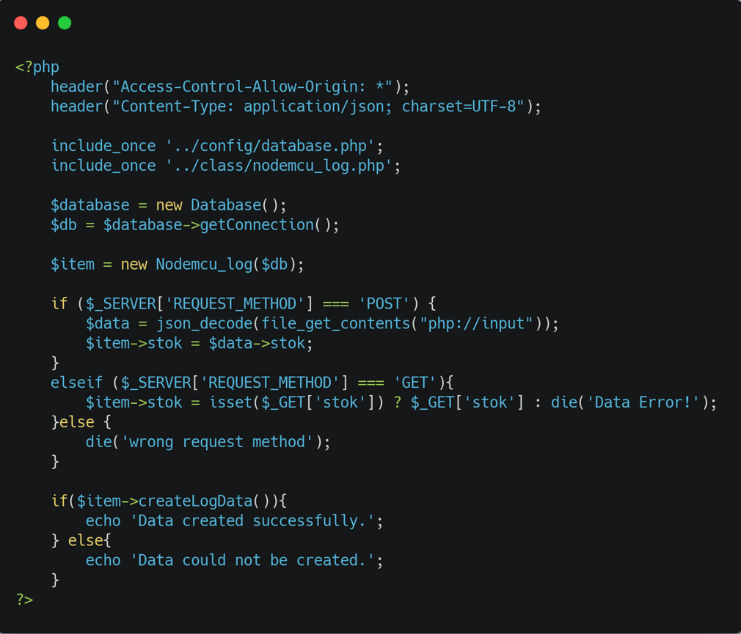 <?php
    header("Access-Control-Allow-Origin: *");
    header("Content-Type: application/json; charset=UTF-8");

    include_once '../config/database.php';
    include_once '../class/nodemcu_log.php';

    $database = new Database();
    $db = $database->getConnection();

    $item = new Nodemcu_log($db);

    if ($_SERVER['REQUEST_METHOD'] === 'POST') {
        $data = json_decode(file_get_contents("php://input"));
        $item->stok = $data->stok;
    }
    elseif ($_SERVER['REQUEST_METHOD'] === 'GET'){
        $item->stok = isset($_GET['stok']) ? $_GET['stok'] : die('Data Error!');
    }else {
        die('wrong request method');
    }

    if($item->createLogData()){
        echo 'Data created successfully.';
    } else{
        echo 'Data could not be created.';
    }
?>